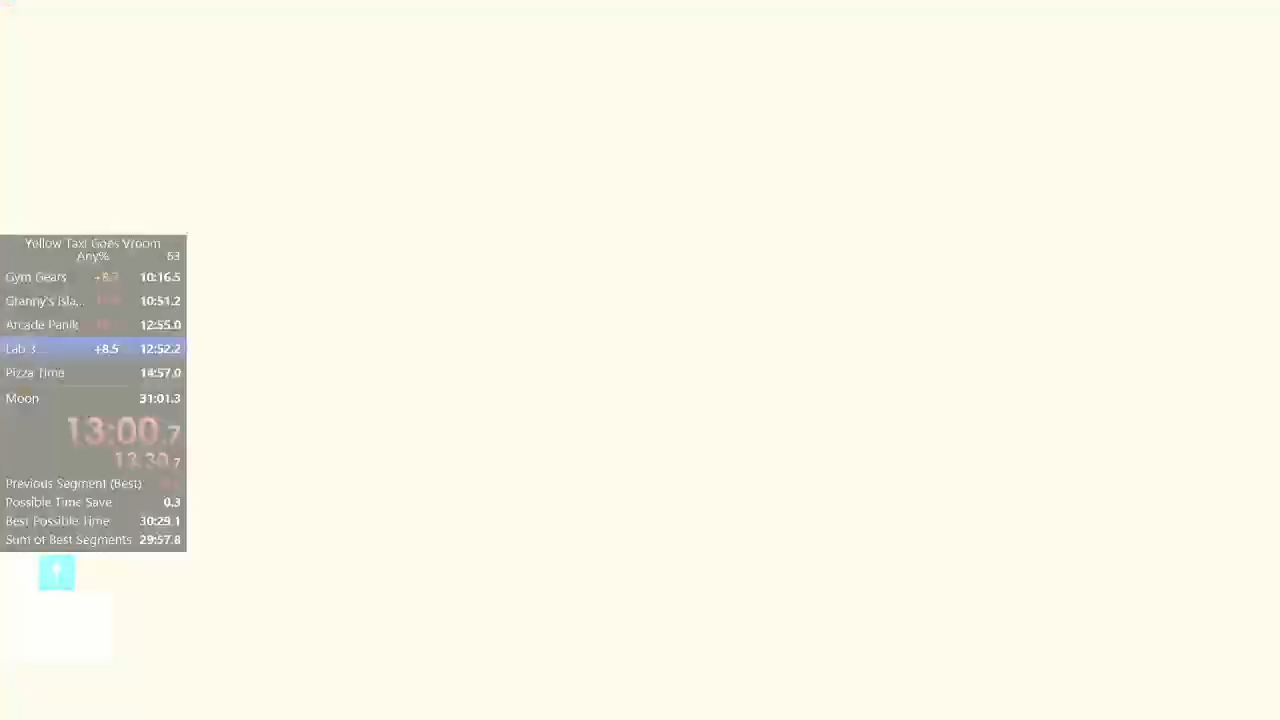 Yellow Taxi Goes Vroom
Any% 53
Gym Gears 10:16.5
Granny's Isla... 10:51.2
Arcade Panik 12:55.0
Lab 3... +8.5 12:52.2
Pizza Time 14:57.0
Moon 31:01.3
13:00.7
13:30.7
Previous Segment (Best)
Possible Time Save 0.3
Best Possible Time 30:29.1
Sum of Best Segments 29:57.8